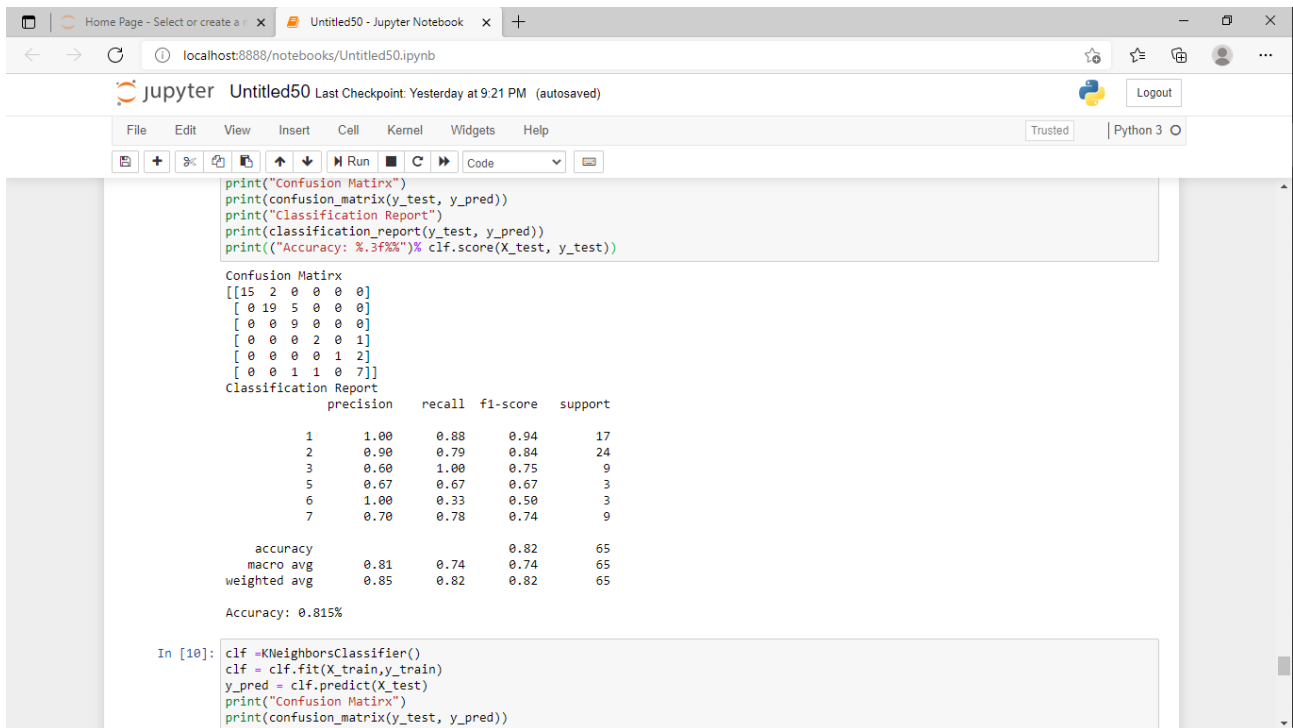 Home Page - Select or create a n
Untitled50 - Jupyter Notebook
localhost:8888/notebooks/Untitled50.ipynb
jupyter Untitled50 Last Checkpoint: Yesterday at 9:21 PM (autosaved)
Logout
File Edit View Insert Cell Kernel Widgets Help
Trusted
Python 3
Run
Code
print("Confusion Matirx")
print(confusion_matrix(y_test, y_pred))
print("Classification Report")
print(classification_report(y_test, y_pred))
print(("Accuracy: %.3f%%")% clf.score(X_test, y_test))
Confusion Matirx
[[15  2  0  0  0  0]
 [ 0 19  5  0  0  0]
 [ 0  0  9  0  0  0]
 [ 0  0  0  2  0  1]
 [ 0  0  0  0  1  2]
 [ 0  0  1  1  0  7]]
Classification Report
precision recall f1-score support
1 1.00 0.88 0.94 17
2 0.90 0.79 0.84 24
3 0.60 1.00 0.75 9
5 0.67 0.67 0.67 3
6 1.00 0.33 0.50 3
7 0.70 0.78 0.74 9
accuracy 0.82 65
macro avg 0.81 0.74 0.74 65
weighted avg 0.85 0.82 0.82 65
Accuracy: 0.815%
In [10]: clf =KNeighborsClassifier()
clf = clf.fit(X_train,y_train)
y_pred = clf.predict(X_test)
print("Confusion Matirx")
print(confusion_matrix(y_test, y_pred))